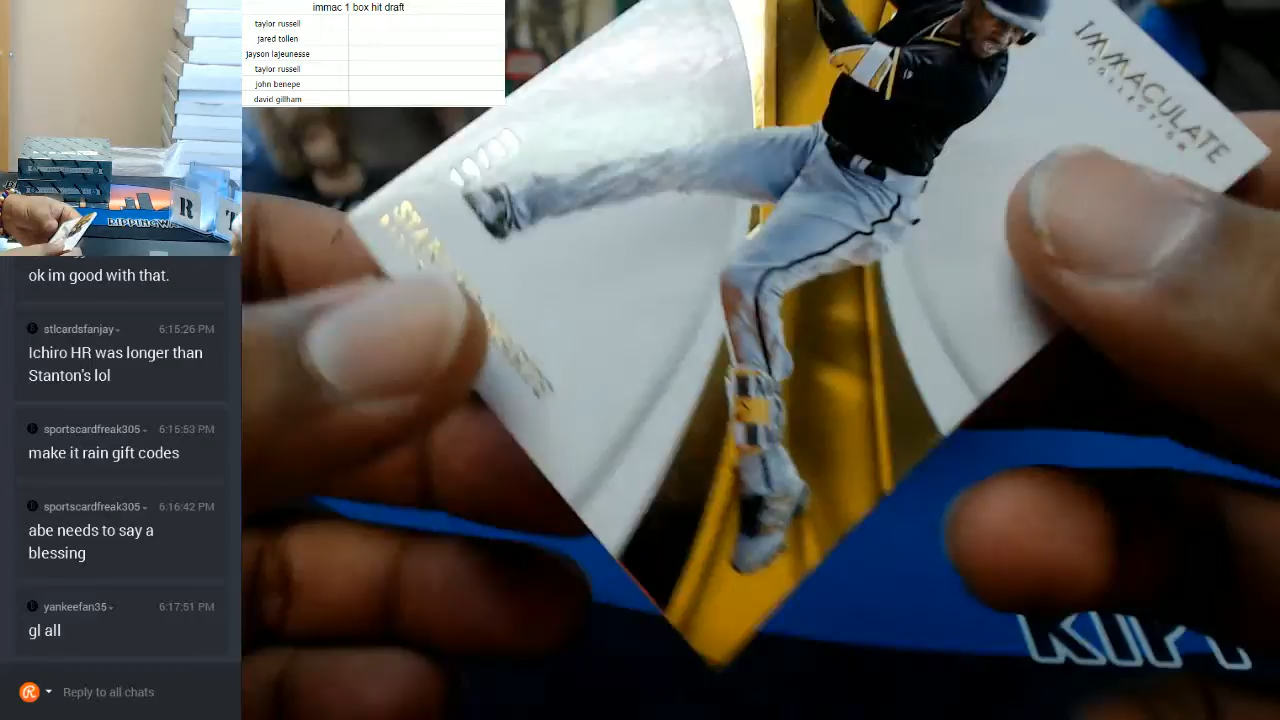 immac 1 box hit draft
taylor russell
jared tollen
jayson lajeunesse
taylor russell
john benepe
david gillham
IMMACULATE
COLLECTION
RIPPINGWA
R
ok im good with that.
stlcardsfanjay
6:15:26 PM
Ichiro HR was longer than
Stanton's lol
sportscardfreak305
6:15:53 PM
make it rain gift codes
sportscardfreak305
6:16:42 PM
abe needs to say a
blessing
yankeefan35
6:17:51 PM
gl all
Reply to all chats